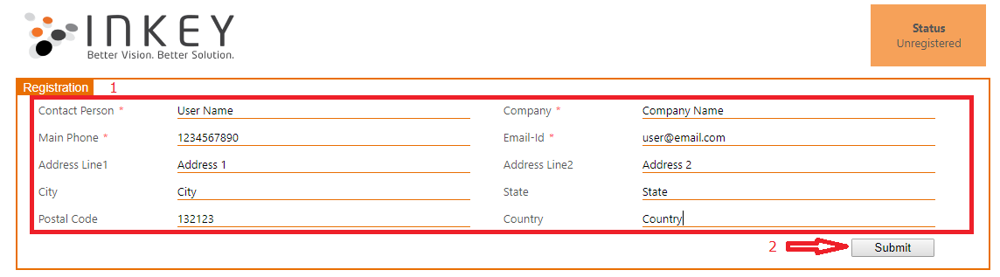 INKEY
Better Vision. Better Solution.
Status
Unregistered
Registration 1
Contact Person * User Name Company * Company Name
Main Phone * 1234567890 Email-Id * user@email.com
Address Line1 Address 1 Address Line2 Address 2
City City State State
Postal Code 132123 Country Country
2 Submit